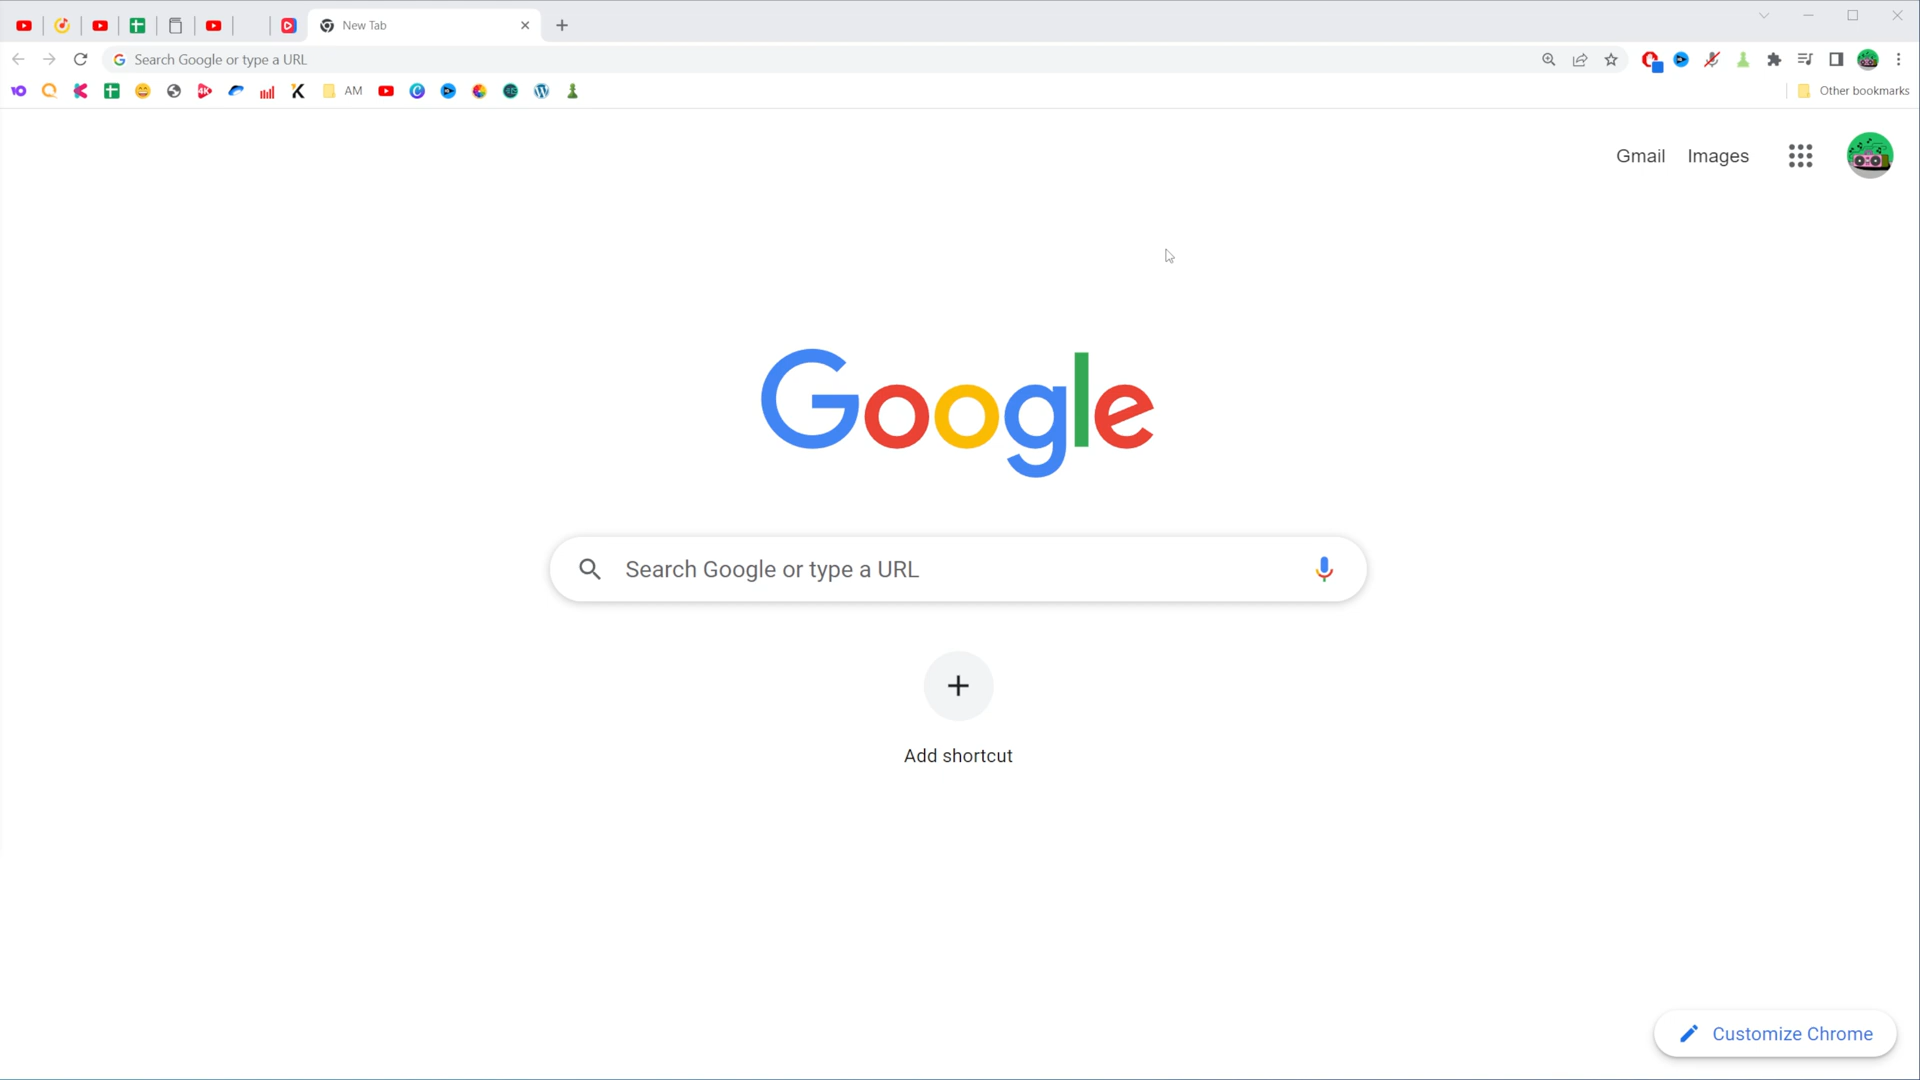 New Tab
Search Google or type a URL
4K
AM
Other bookmarks
Gmail
Images
Google
Search Google or type a URL
Add shortcut
Customize Chrome